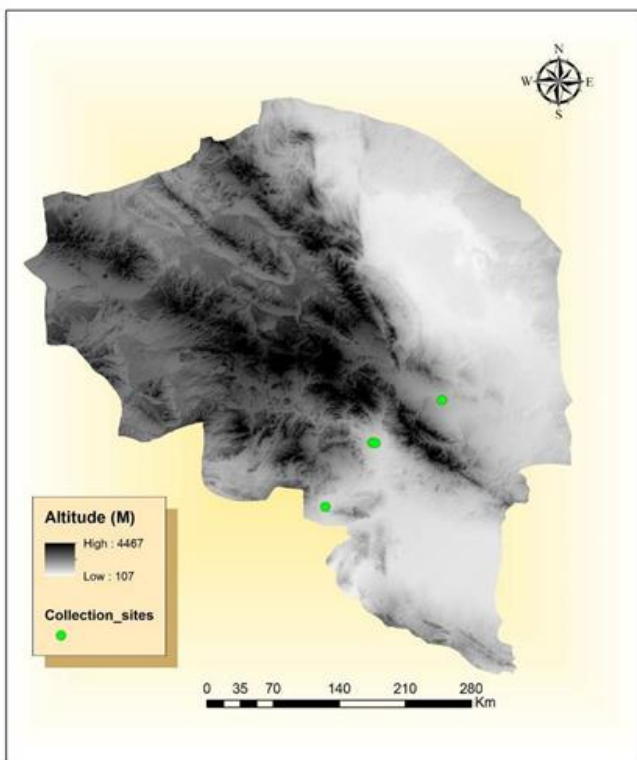 N
W E
S
Altitude (M)
High : 4467
Low : 107
Collection_sites
0 35 70 140 210 280
Km